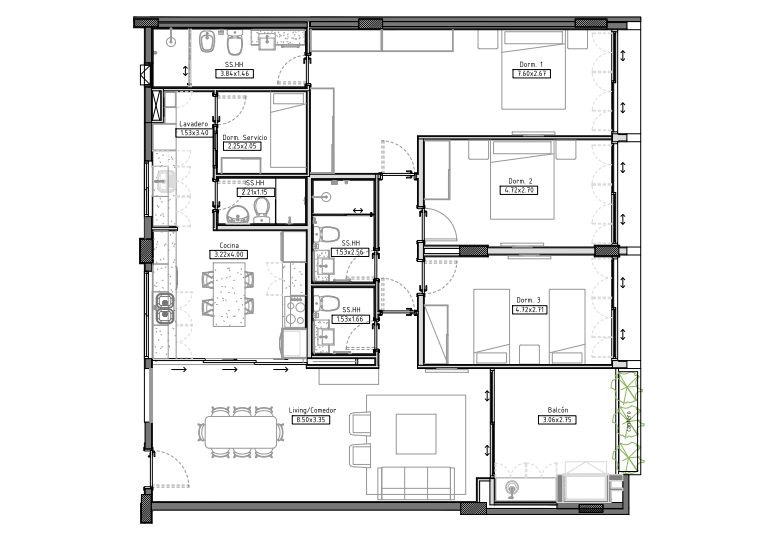 SS.HH
3.84x1.46
Dorm. 1
7.60x2.67
Lavadero
1.53x3.40
Dorm. Servicio
2.25x2.05
SS.HH
2.21x1.15
Dorm. 2
4.72x2.70
Cocina
3.22x4.00
SS.HH
1.53x2.56
SS.HH
1.53x1.66
Dorm. 3
4.72x2.71
Living/Comedor
8.50x3.35
Balcón
3.06x2.75